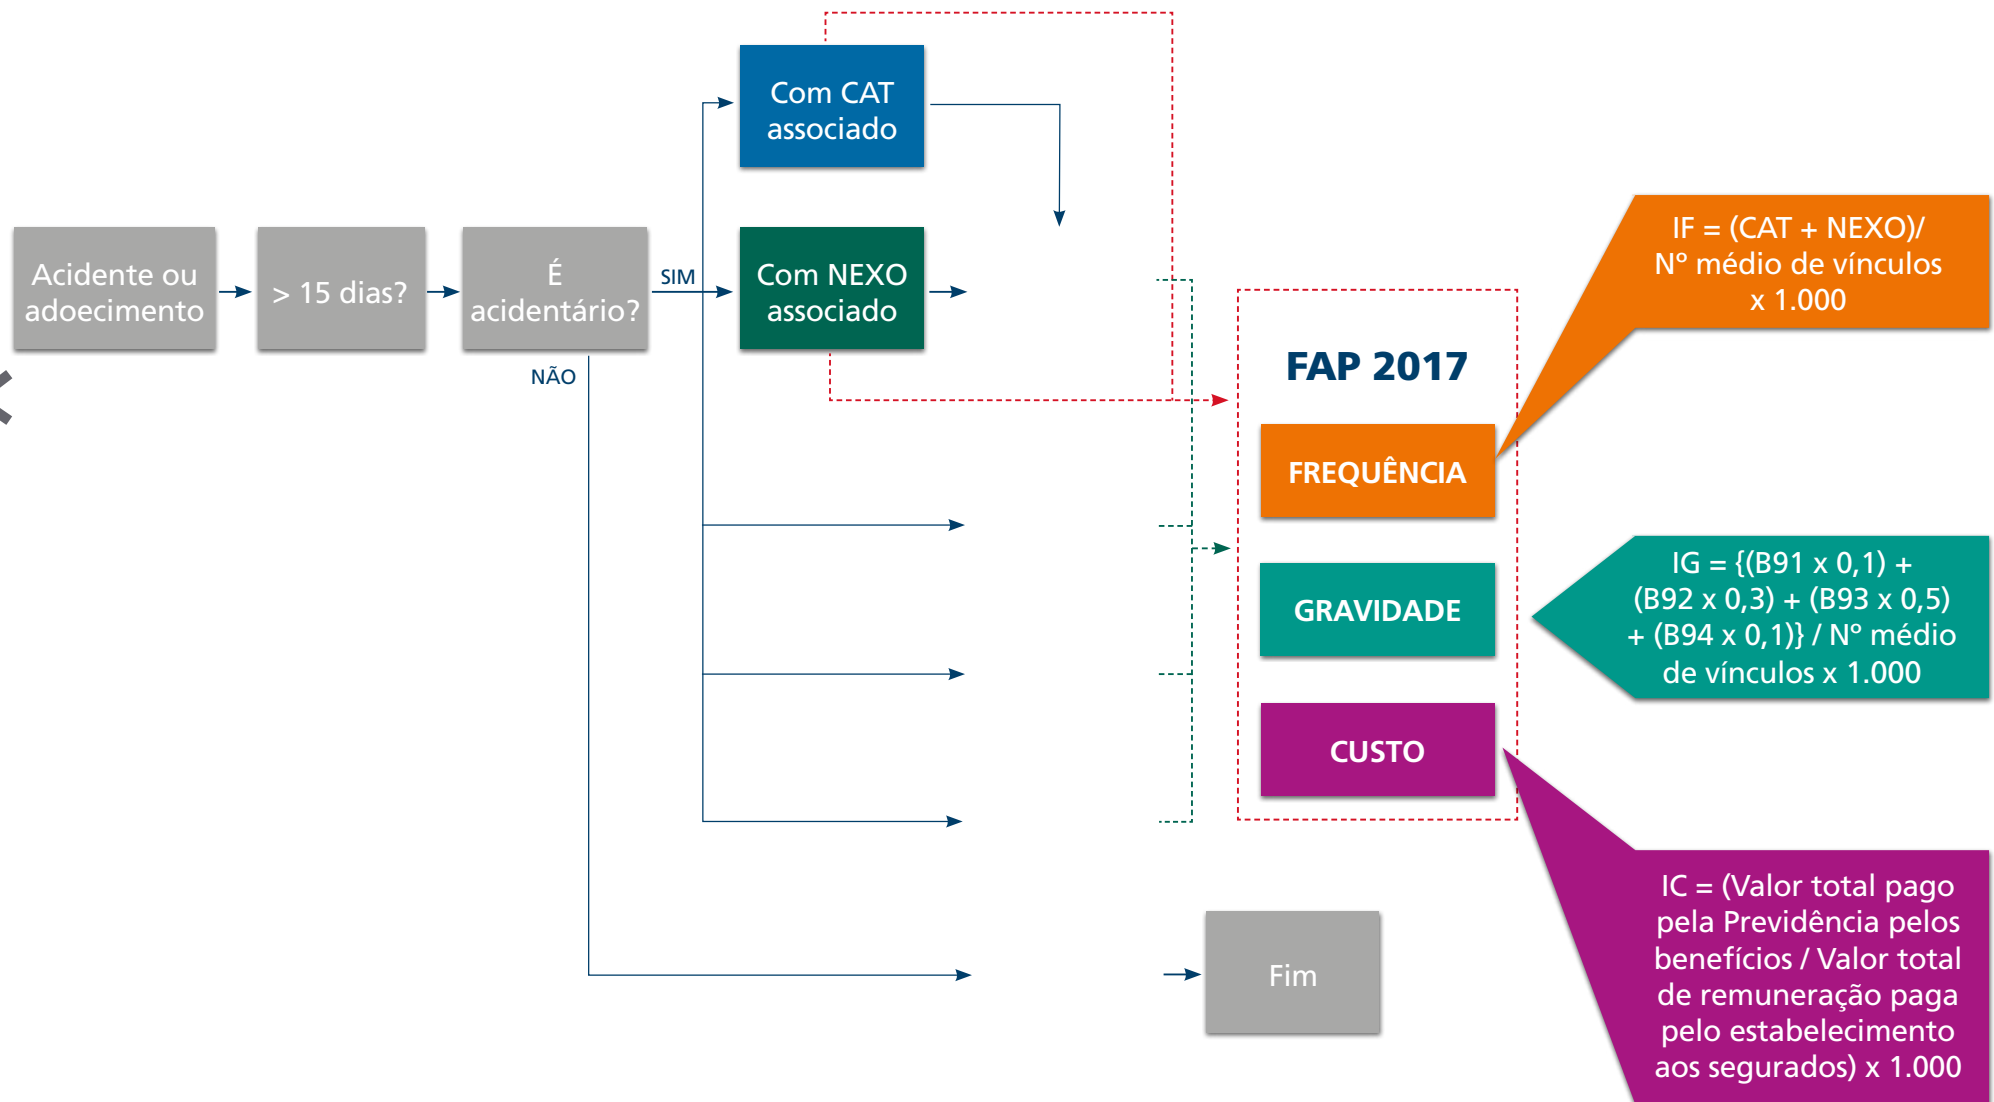 Com CAT
associado
Acidente ou
adoecimento
> 15 dias?
É
acidentário?
SIM
NÃO
Com NEXO
associado
FAP 2017
FREQUÊNCIA
GRAVIDADE
CUSTO
IF = (CAT + NEXO)/
Nº médio de vínculos
x 1.000
IG = {(B91 x 0,1) +
(B92 x 0,3) + (B93 x 0,5)
+ (B94 x 0,1)} / Nº médio
de vínculos x 1.000
IC = (Valor total pago
pela Previdência pelos
benefícios / Valor total
de remuneração paga
pelo estabelecimento
aos segurados) x 1.000
Fim